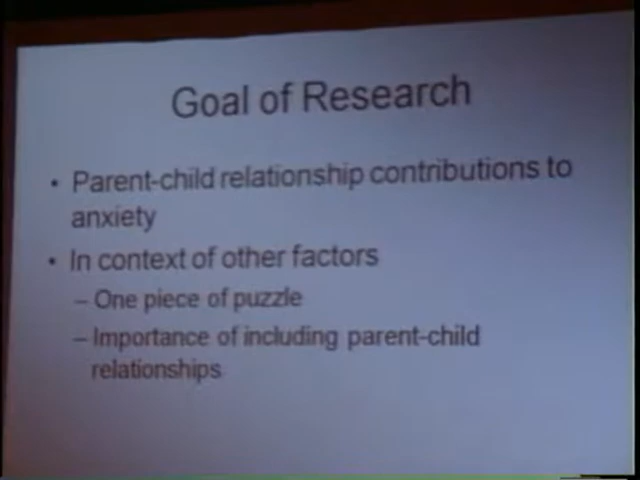 Goal of Research
• Parent-child relationship contributions to
anxiety
• In context of other factors
– One piece of puzzle
– Importance of including parent-child
relationships